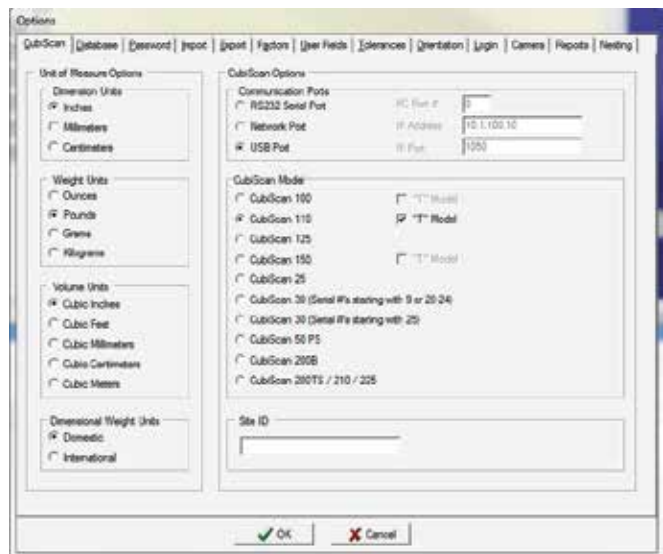 Options
CubiScan Database Password Import Export Factors User Fields Tolerances Orientation Login Camera Reports Nesting
Unit of Measure Options
Dimension Units
Inches
Millimeters
Centimeters
Weight Units
Ounces
Pounds
Grams
Kilograms
Volume Units
Cubic Inches
Cubic Feet
Cubic Millimeters
Cubic Centimeters
Cubic Meters
Dimensional Weight Units
Domestic
International
CubiScan Options
Communication Ports
RS232 Serial Port
Network Port IP Address 10.1.100.10
USB Port IP Port 1050
CubiScan Model
CubiScan 100 "T" Model
CubiScan 110 "T" Model
CubiScan 125
CubiScan 150 "T" Model
CubiScan 25
CubiScan 30 (Serial #'s starting with 9 or 20-24)
CubiScan 30 (Serial #'s starting with 25)
CubiScan 50 PS
CubiScan 200B
CubiScan 200TS / 210 / 225
Site ID
OK Cancel